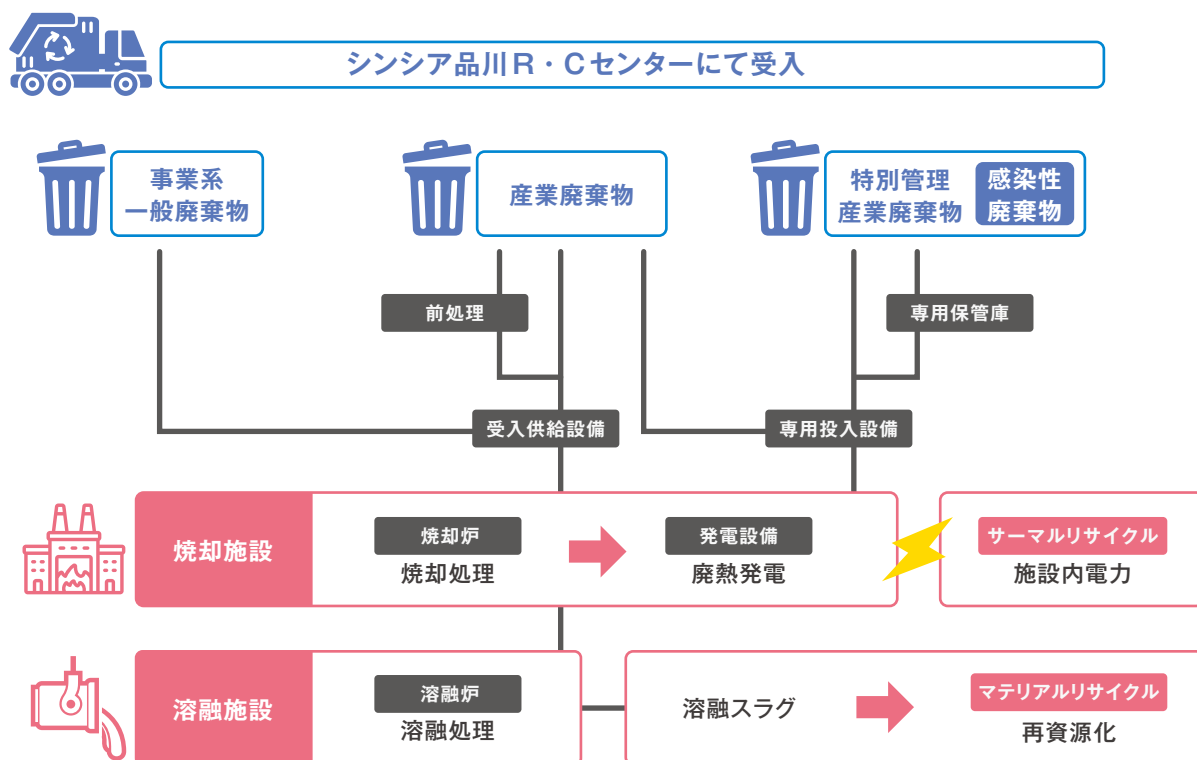 シンシア品川R・Cセンターにて受入
事業系
一般廃棄物
産業廃棄物
特別管理
産業廃棄物
感染性
廃棄物
前処理
専用保管庫
受入供給設備
専用投入設備
焼却施設
焼却炉
焼却処理
発電設備
廃熱発電
サーマルリサイクル
施設内電力
溶融施設
溶融炉
溶融処理
溶融スラグ
マテリアルリサイクル
再資源化